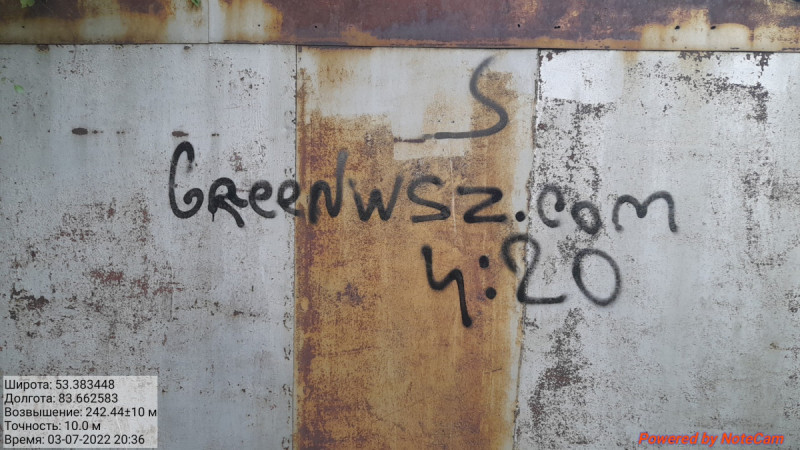 S
GreenWSZ.com
4:20
Широта: 53.383448
Долгота: 83.662583
Возвышение: 242.44±10 м
Точность: 10.0 м
Время: 03-07-2022 20:36
Powered by NoteCam